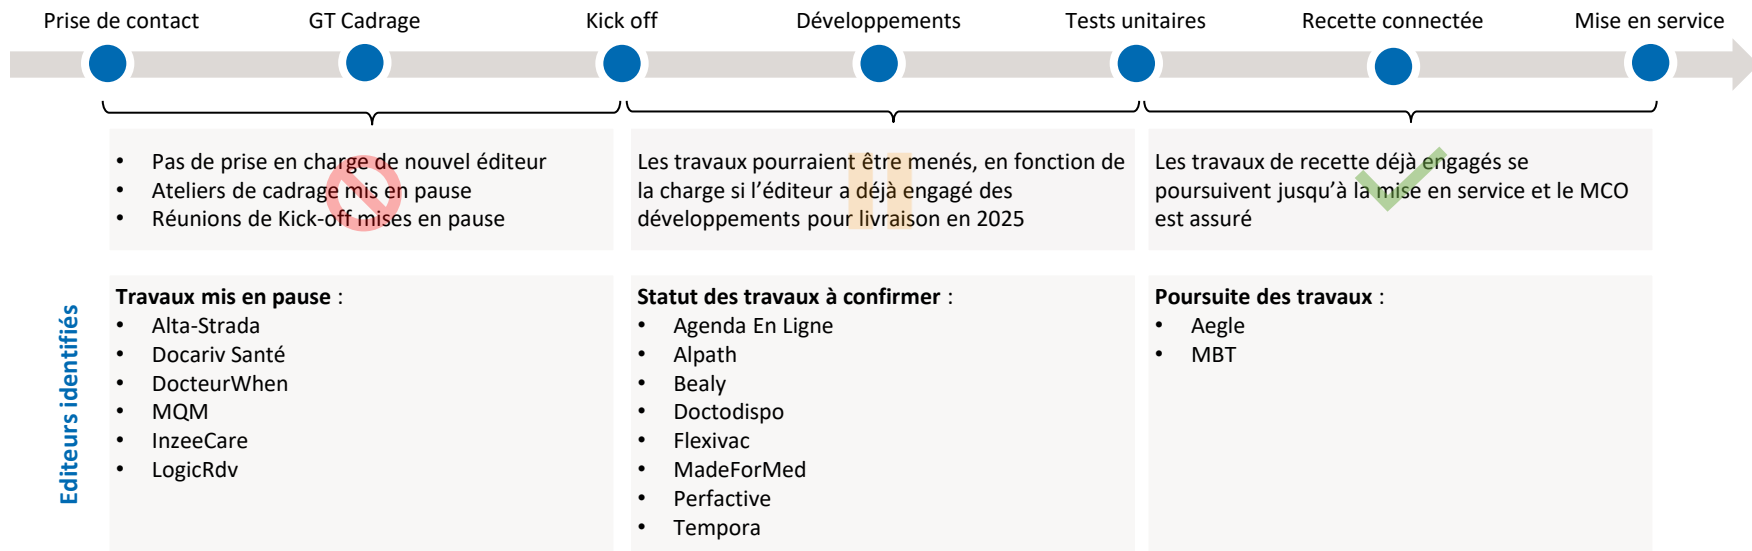 Prise de contact
GT Cadrage
Kick off
Développements
Tests unitaires
Recette connectée
Mise en service
• Pas de prise en charge de nouvel éditeur
• Ateliers de cadrage mis en pause
• Réunions de Kick-off mises en pause
Les travaux pourraient être menés, en fonction de
la charge si l’éditeur a déjà engagé des
développements pour livraison en 2025
Les travaux de recette déjà engagés se
poursuivent jusqu’à la mise en service et le MCO
est assuré
Editeurs identifiés
Travaux mis en pause :
• Alta-Strada
• Docariv Santé
• DocteurWhen
• MQM
• InzeeCare
• LogicRdv
Statut des travaux à confirmer :
• Agenda En Ligne
• Alpath
• Bealy
• Doctodispo
• Flexivac
• MadeForMed
• Perfactive
• Tempora
Poursuite des travaux :
• Aegle
• MBT